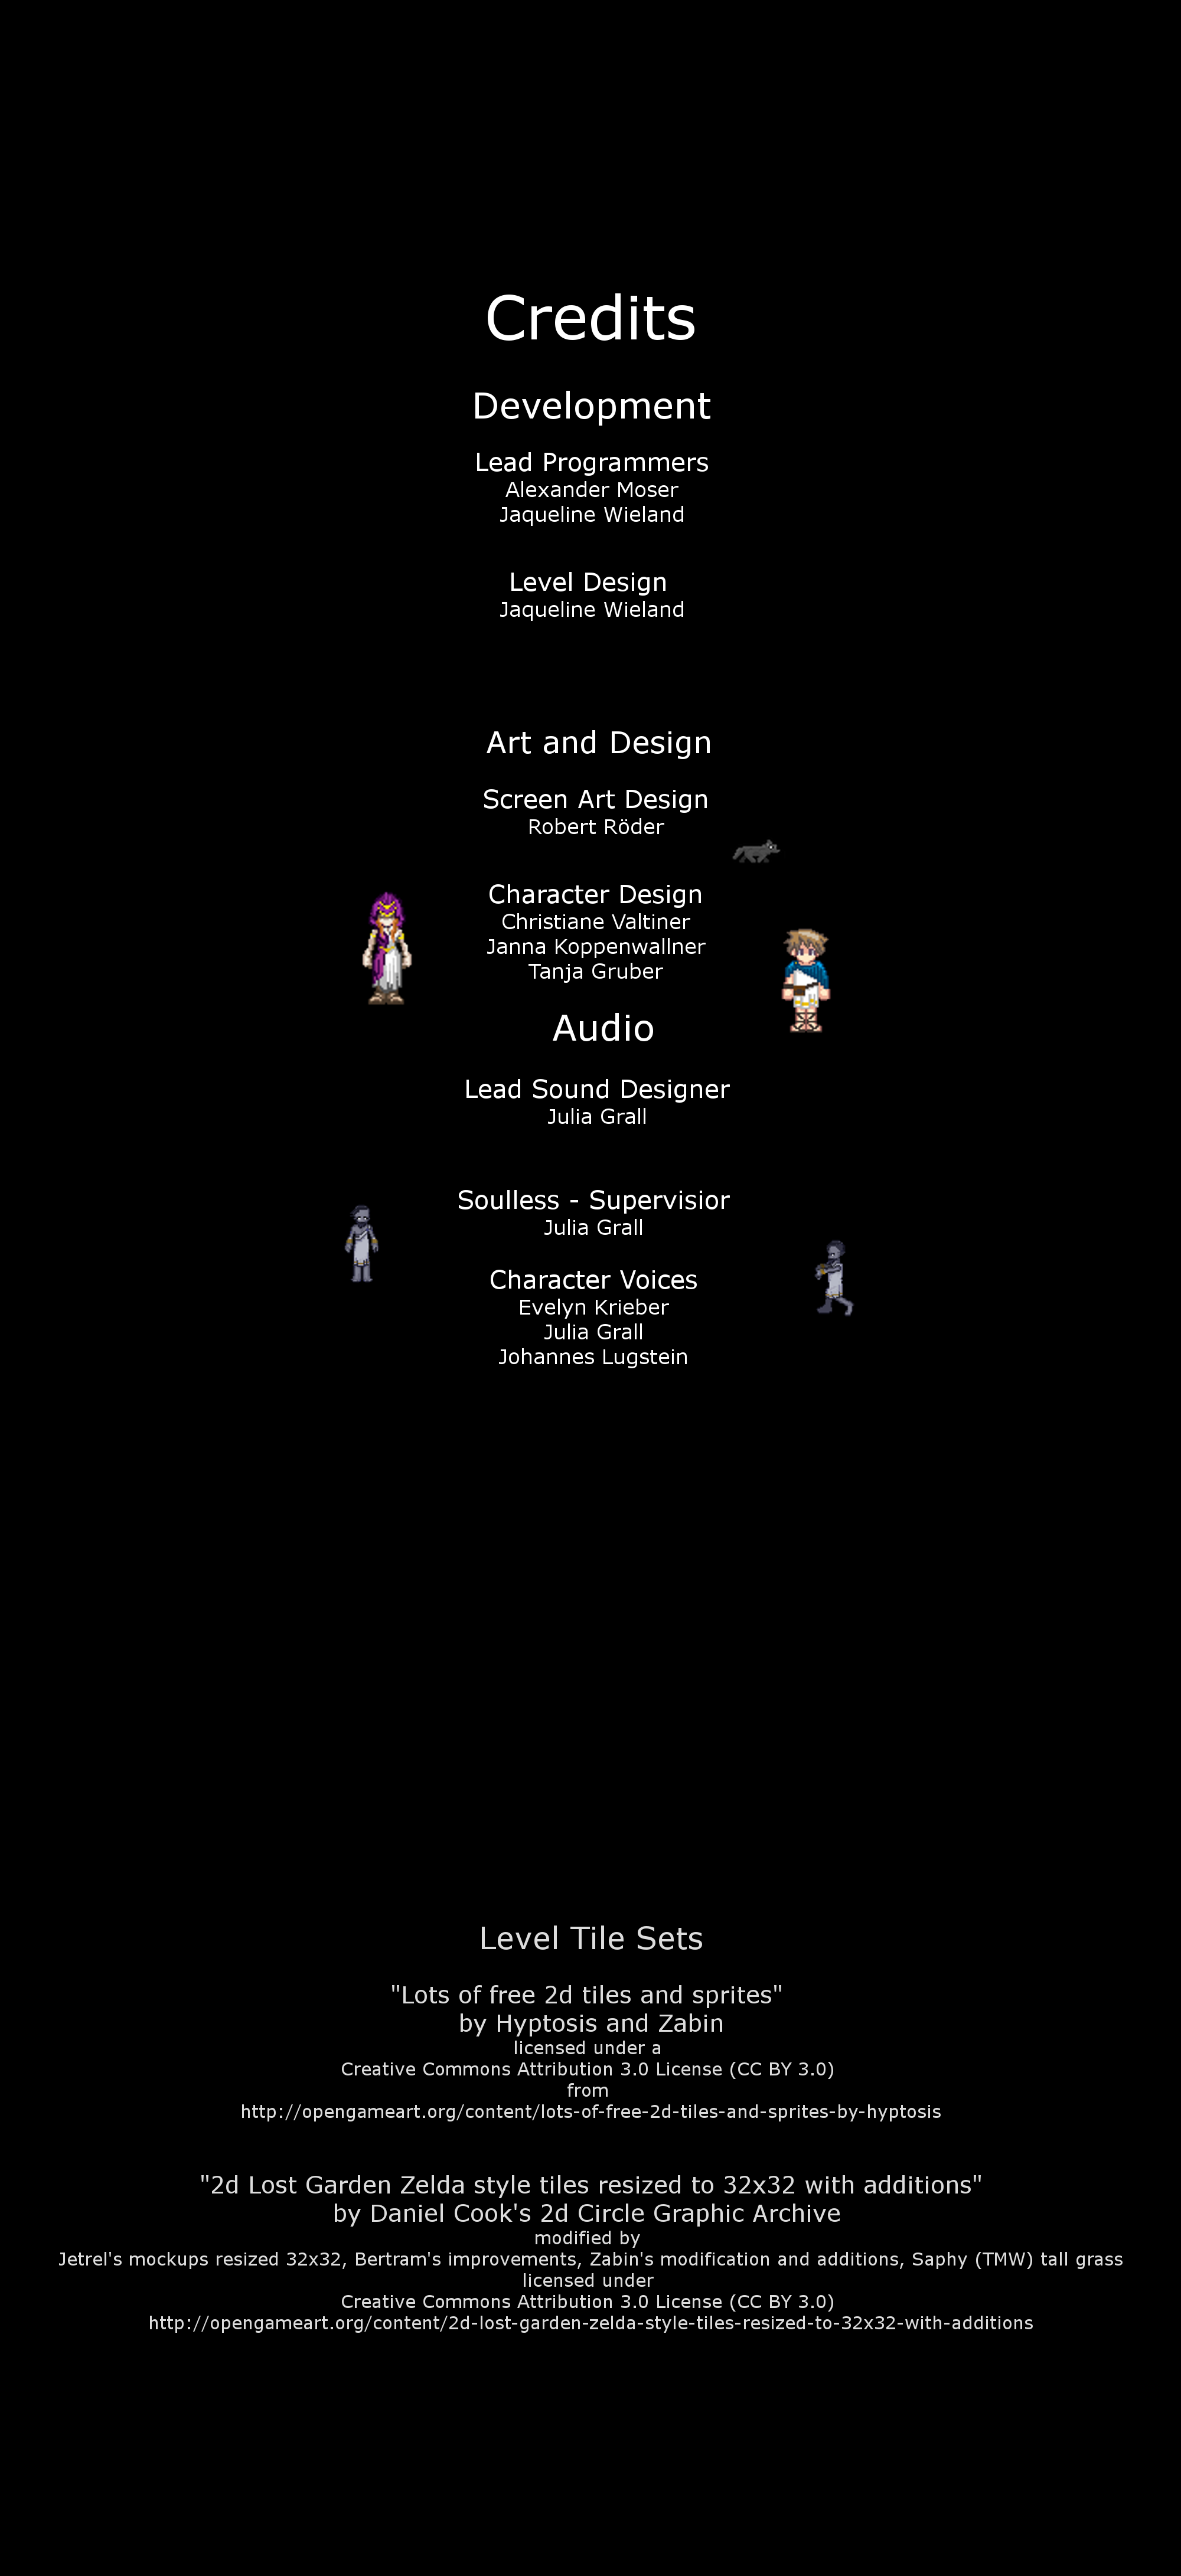 Credits
Development
Lead Programmers
Alexander Moser
Jaqueline Wieland
Level Design
Jaqueline Wieland
Art and Design
Screen Art Design
Robert Röder
Character Design
Christiane Valtiner
Janna Koppenwallner
Tanja Gruber
Audio
Lead Sound Designer
Julia Grall
Soulless - Supervisior
Julia Grall
Character Voices
Evelyn Krieber
Julia Grall
Johannes Lugstein
Level Tile Sets
"Lots of free 2d tiles and sprites"
by Hyptosis and Zabin
licensed under a
Creative Commons Attribution 3.0 License (CC BY 3.0)
from
http://opengameart.org/content/lots-of-free-2d-tiles-and-sprites-by-hyptosis
"2d Lost Garden Zelda style tiles resized to 32x32 with additions"
by Daniel Cook's 2d Circle Graphic Archive
modified by
Jetrel's mockups resized 32x32, Bertram's improvements, Zabin's modification and additions, Saphy (TMW) tall grass
licensed under
Creative Commons Attribution 3.0 License (CC BY 3.0)
http://opengameart.org/content/2d-lost-garden-zelda-style-tiles-resized-to-32x32-with-additions